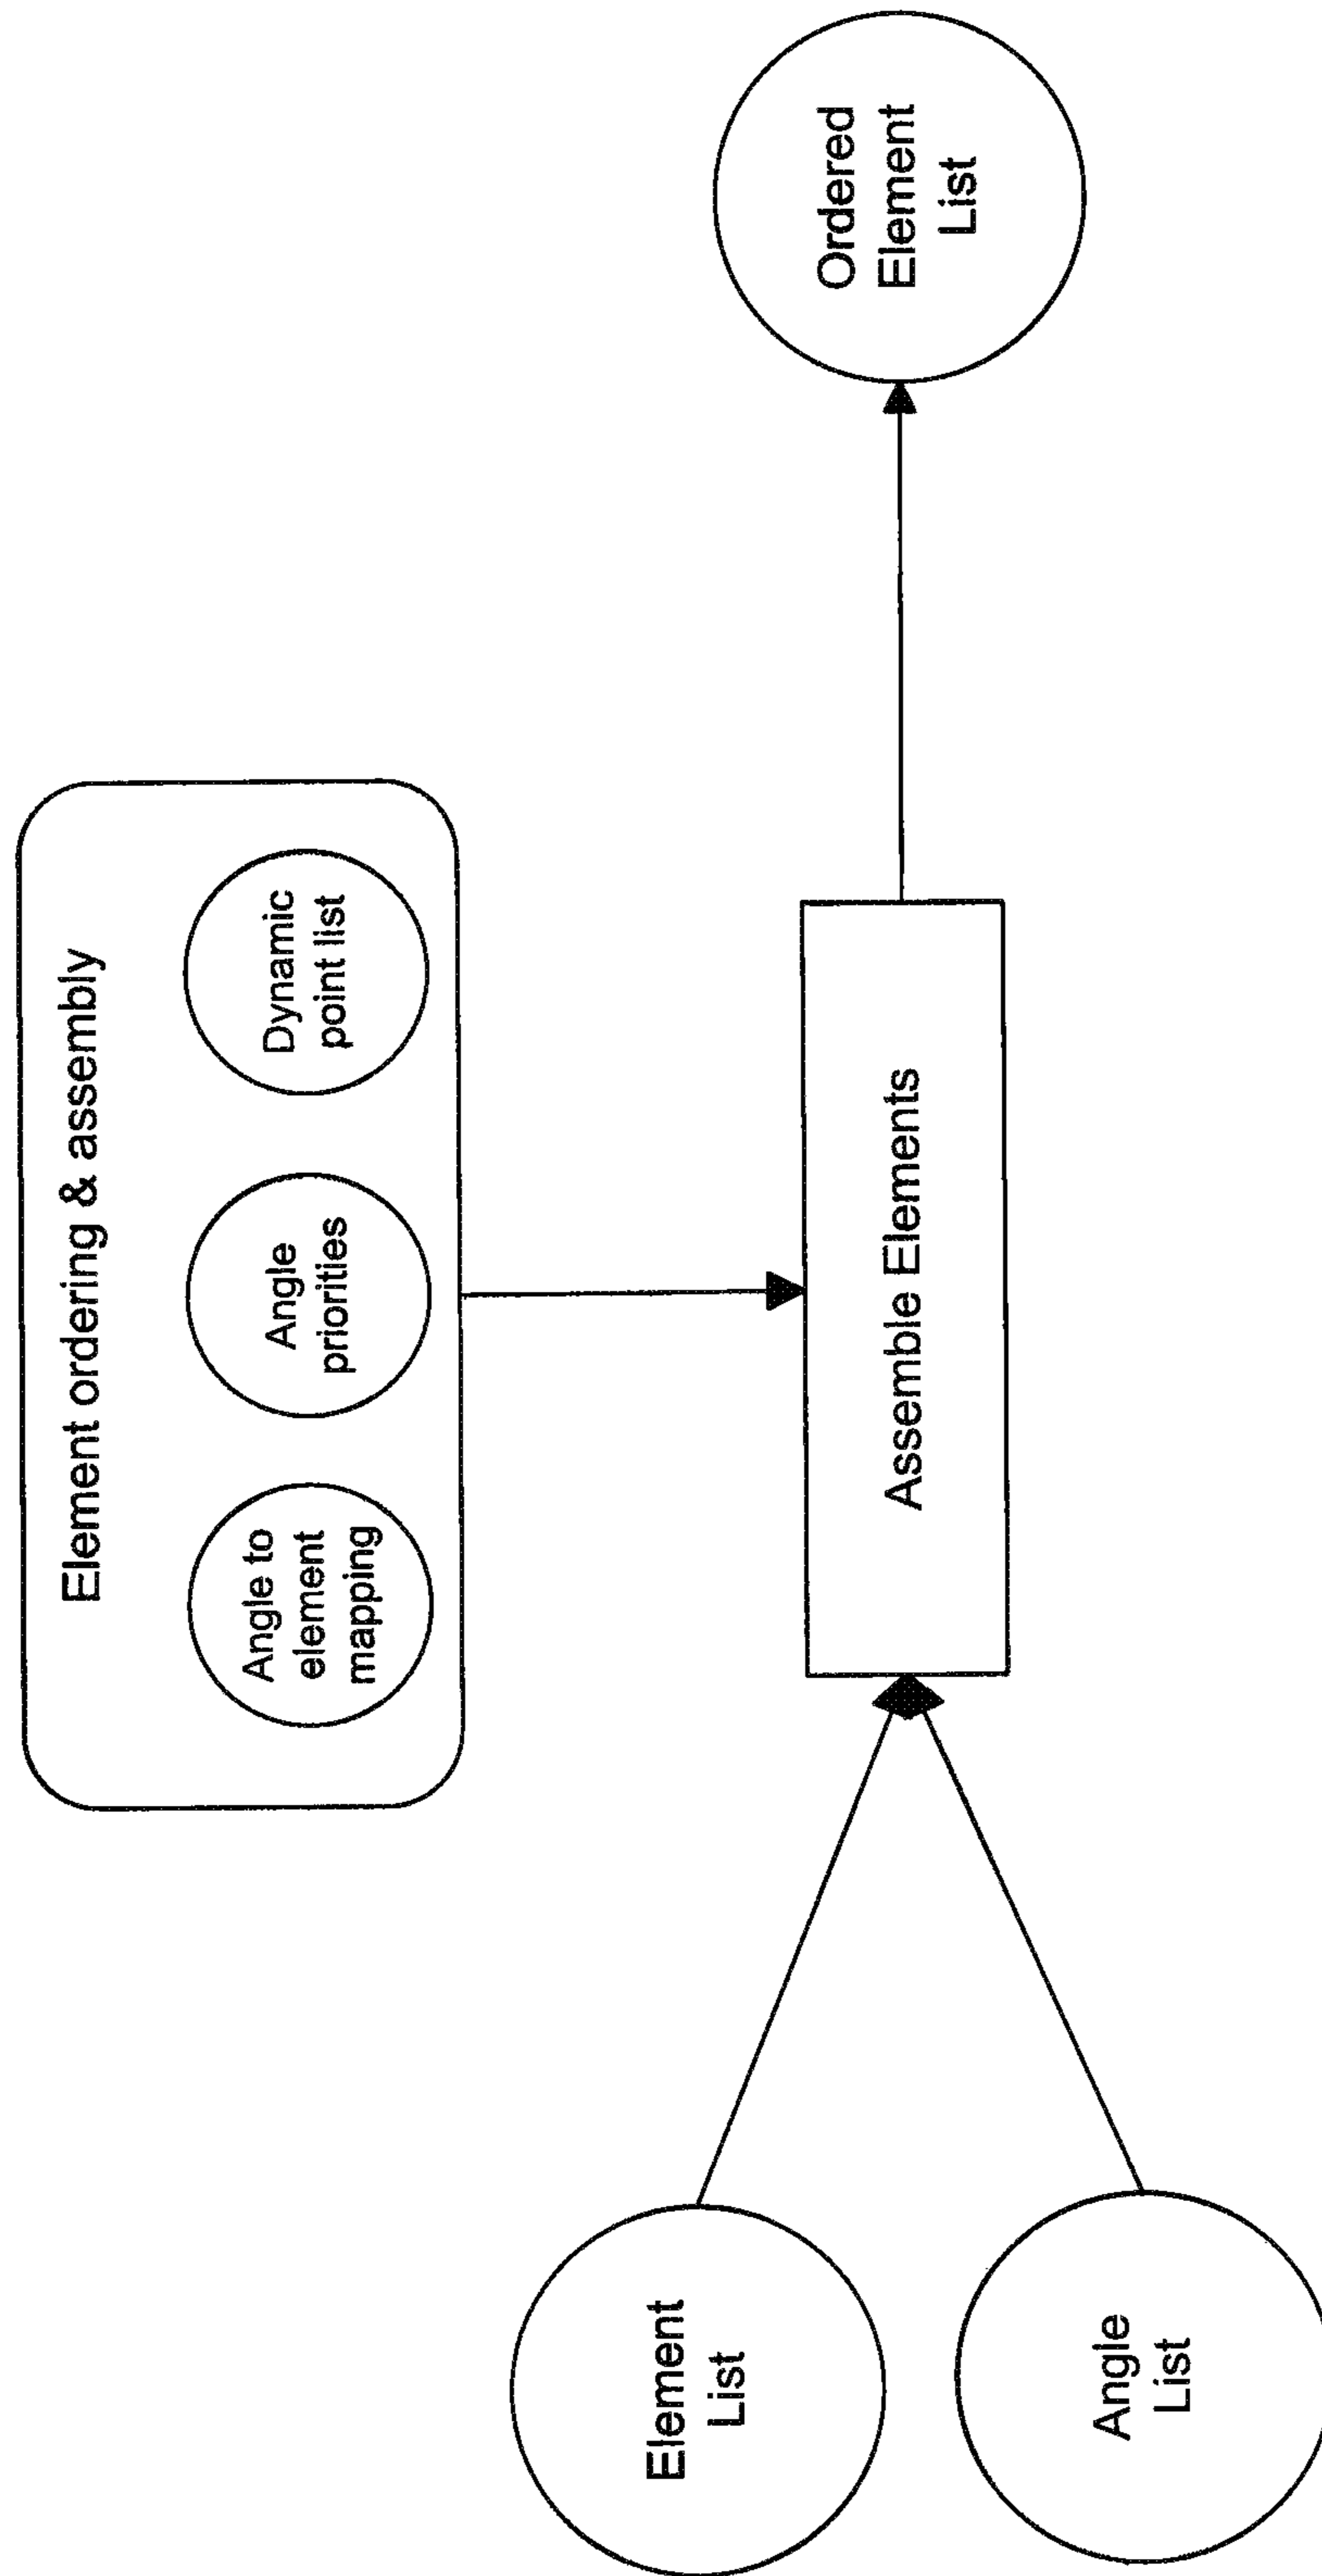 Element ordering & assembly
Angle to
element
mapping
Angle
priorities
Dynamic
point list
Element
List
Angle
List
Assemble Elements
Ordered
Element
List